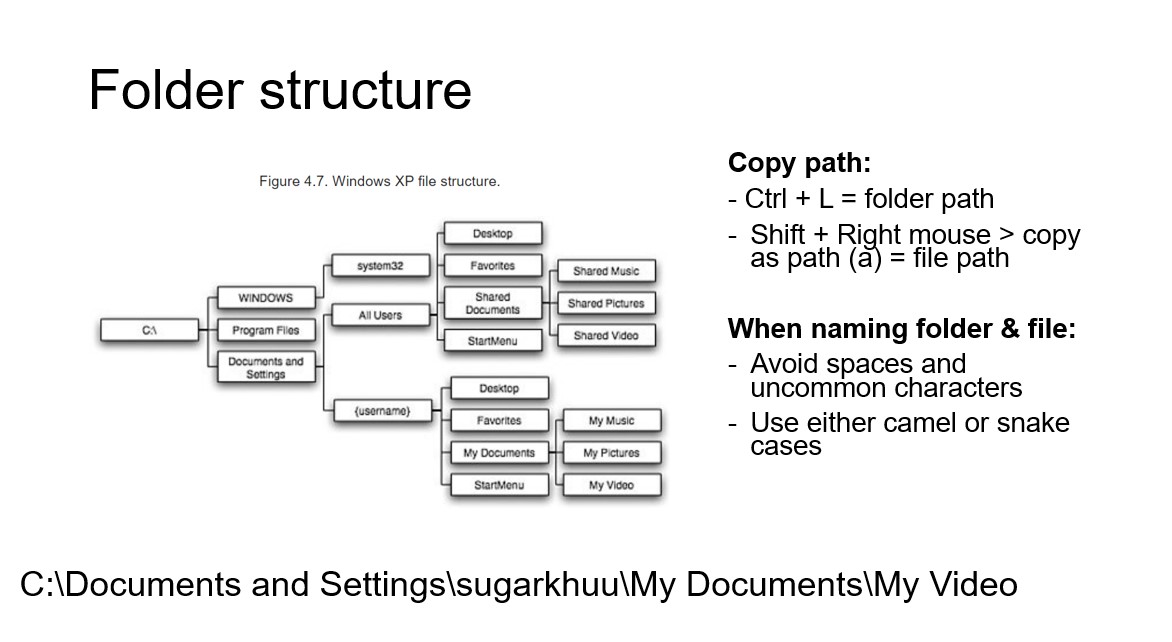 Folder structure
Figure 4.7. Windows XP file structure.
C:\
WINDOWS
Program Files
Documents and
Settings
system32
All Users
{username}
Desktop
Favorites
Shared
Documents
StartMenu
Shared Music
Shared Pictures
Shared Video
Desktop
Favorites
My Documents
StartMenu
My Music
My Pictures
My Video
Copy path:
- Ctrl + L = folder path
- Shift + Right mouse > copy
as path (a) = file path
When naming folder & file:
- Avoid spaces and
uncommon characters
- Use either camel or snake
cases
C:\Documents and Settings\sugarkhuu\My Documents\My Video